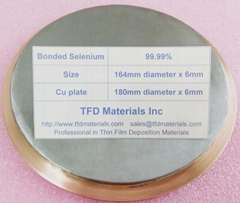 Bonded Selenium 99.99%
Size 164mm diameter x 6mm
Cu plate 180mm diameter x 6mm
TFD Materials Inc
http://www.tfdmaterials.com sales@tfdmaterials.com
Professional in Thin Film Deposition Materials